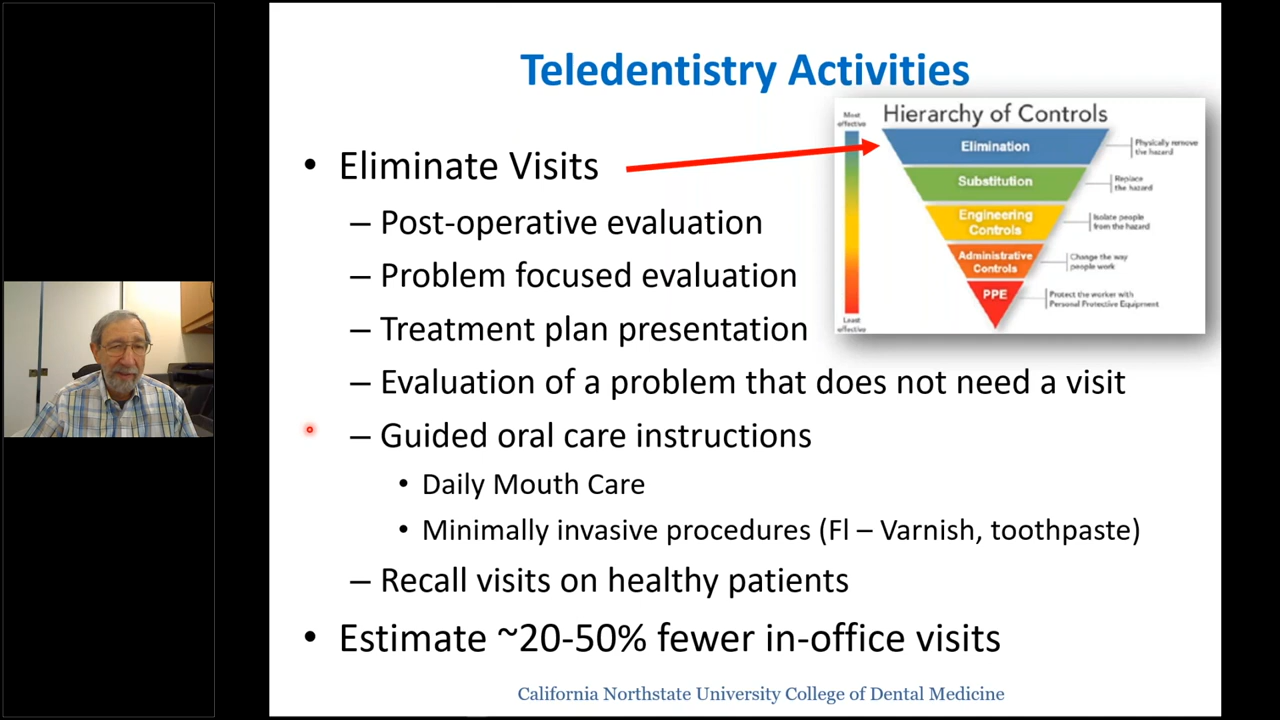 Teledentistry Activities
• Eliminate Visits
– Post-operative evaluation
– Problem focused evaluation
– Treatment plan presentation
– Evaluation of a problem that does not need a visit
– Guided oral care instructions
• Daily Mouth Care
• Minimally invasive procedures (Fl – Varnish, toothpaste)
– Recall visits on healthy patients
• Estimate ~20-50% fewer in-office visits
Hierarchy of Controls
Most
effective
Elimination
Physically remove
the hazard
Substitution
Replace
the hazard
Engineering
Controls
Isolate people
from the hazard
Administrative
Controls
Change the way
people work
PPE
Protect the worker with
Personal Protective Equipment
Least
effective
California Northstate University College of Dental Medicine